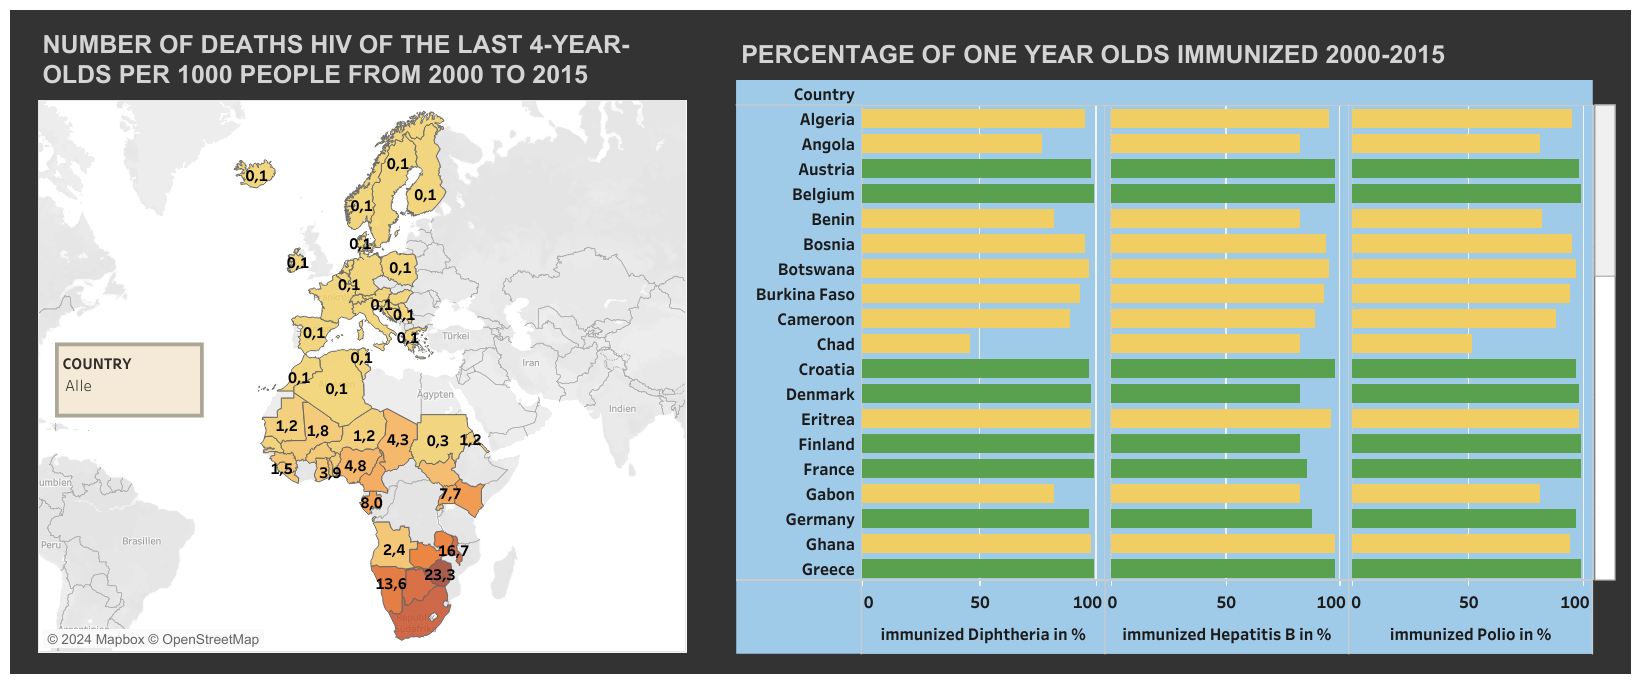 NUMBER OF DEATHS HIV OF THE LAST 4-YEAR-
OLDS PER 1000 PEOPLE FROM 2000 TO 2015
0,1
0,1
0,1
0,1
0,1
0,1
0,1
0,1
0,1
0,1
0,1
0,1
Türkei
0,1
0,1
0,1
Iran
Ägypten
Indien
COUNTRY
Alle
1,2
1,8
1,2
4,3
0,3
1,2
1,5
3,9
4,8
8,0
7,7
umbien
Peru
Brasilien
2,4
16,7
13,6
23,3
© 2024 Mapbox © OpenStreetMap
PERCENTAGE OF ONE YEAR OLDS IMMUNIZED 2000-2015
Country
Algeria
Angola
Austria
Belgium
Benin
Bosnia
Botswana
Burkina Faso
Cameroon
Chad
Croatia
Denmark
Eritrea
Finland
France
Gabon
Germany
Ghana
Greece
0 50 100 0 50 100 0 50 100
immunized Diphtheria in % immunized Hepatitis B in % immunized Polio in %